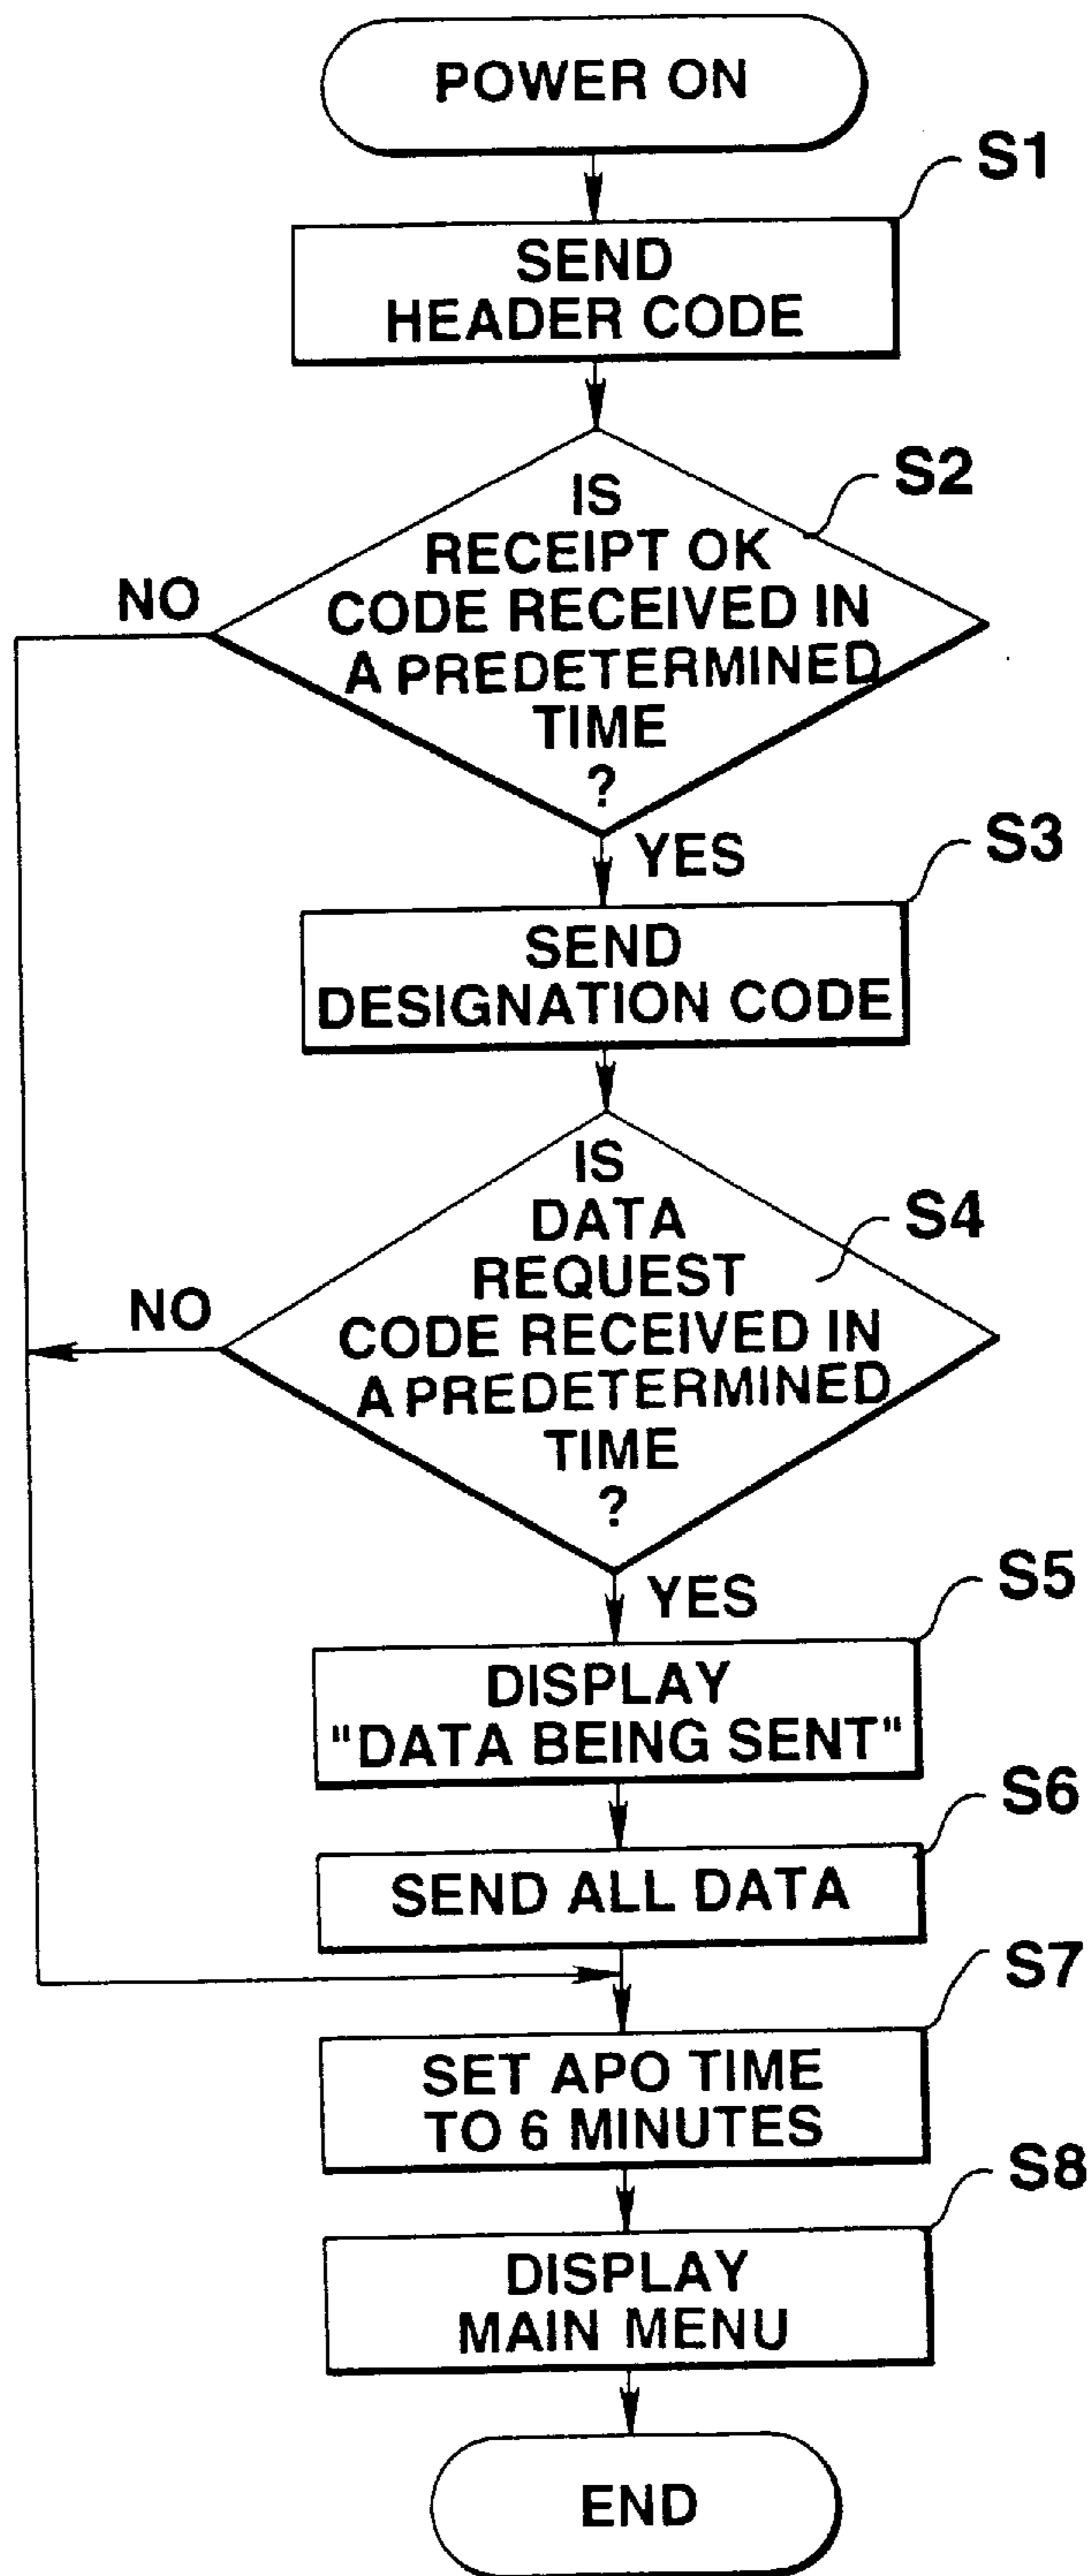 POWER ON
S1
SEND
HEADER CODE
S2
IS
RECEIPT OK
CODE RECEIVED IN
A PREDETERMINED
TIME
?
NO
YES
S3
SEND
DESIGNATION CODE
S4
IS
DATA
REQUEST
CODE RECEIVED IN
A PREDETERMINED
TIME
?
NO
YES
S5
DISPLAY
"DATA BEING SENT"
S6
SEND ALL DATA
S7
SET APO TIME
TO 6 MINUTES
S8
DISPLAY
MAIN MENU
END